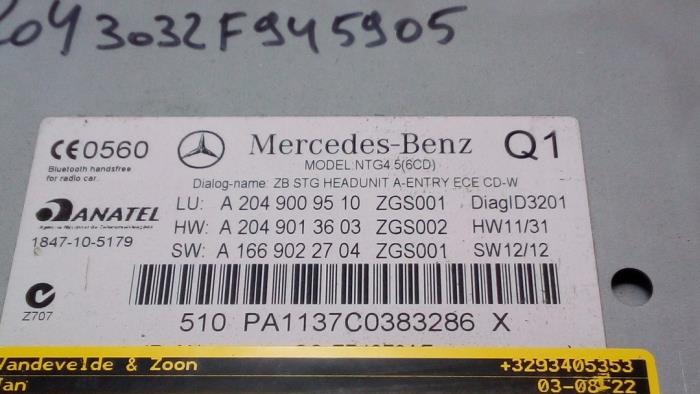 2043032F945905
CE0560
Bluetooth handsfree
for radio car
Mercedes-Benz
Q1
MODEL:NTG4.5(6CD)
Dialog-name: ZB STG HEADUNIT A-ENTRY ECE CD-W
LU: A 204 900 95 10 ZGS001 DiagID3201
HW: A 204 901 36 03 ZGS002 HW11/31
SW: A 166 902 27 04 ZGS001 SW12/12
ANATEL
1847-10-5179
Z707
510 PA1137C0383286 X
Vandevelde & Zoon +3293405353
Van 03-08-22